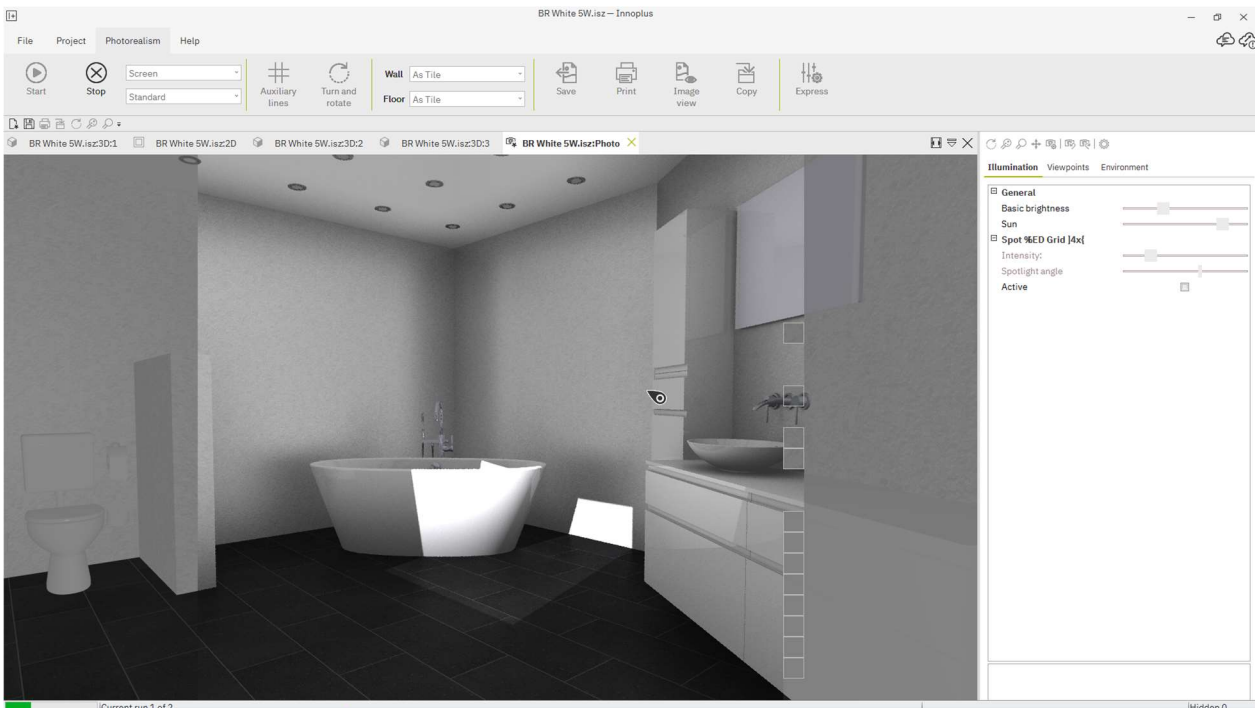 BR White 5W.isz — Innoplus
File Project Photorealism Help
Start
Stop
Screen
Standard
Auxiliary lines
Turn and rotate
Wall As Tile
Floor As Tile
Save
Print
Image view
Copy
Express
BR White 5W.isz:3D:1 BR White 5W.isz:2D BR White 5W.isz:3D:2 BR White 5W.isz:3D:3 BR White 5W.isz:Photo
Illumination Viewpoints Environment
General
Basic brightness
Sun
Spot %ED Grid |4x{
Intensity:
Spotlight angle
Active
Current run 1 of 2
Hidden 0